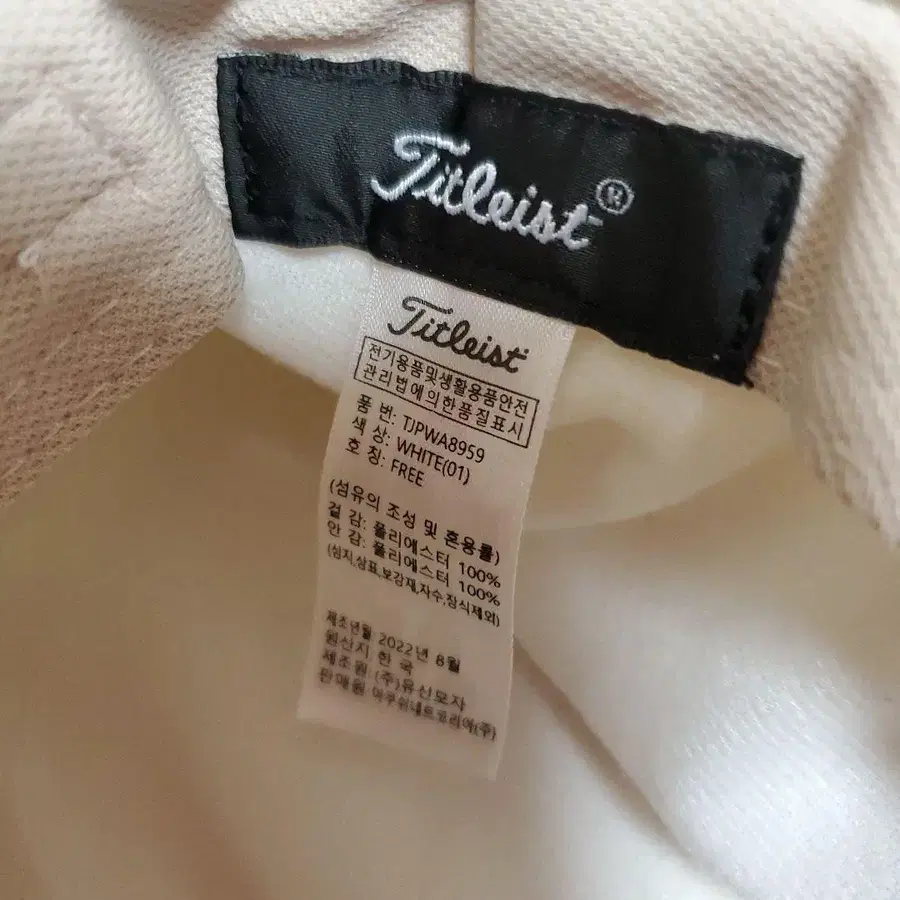 Titleist®
Titleist
전기용품및생활용품안전
관리법에의한품질표시
품 번: TJPWA8959
색 상: WHITE(01)
호 칭: FREE
(섬유의 조성 및 혼용률)
겉 감: 폴리에스터 100%
안 감: 폴리에스터 100%
(심지,상표,보강재,자수,장식제외)
제조년월 2022년 8월
원산지 한 국
제조원 (주)유신모자
판매원 아쿠쉬네트코리아(주)